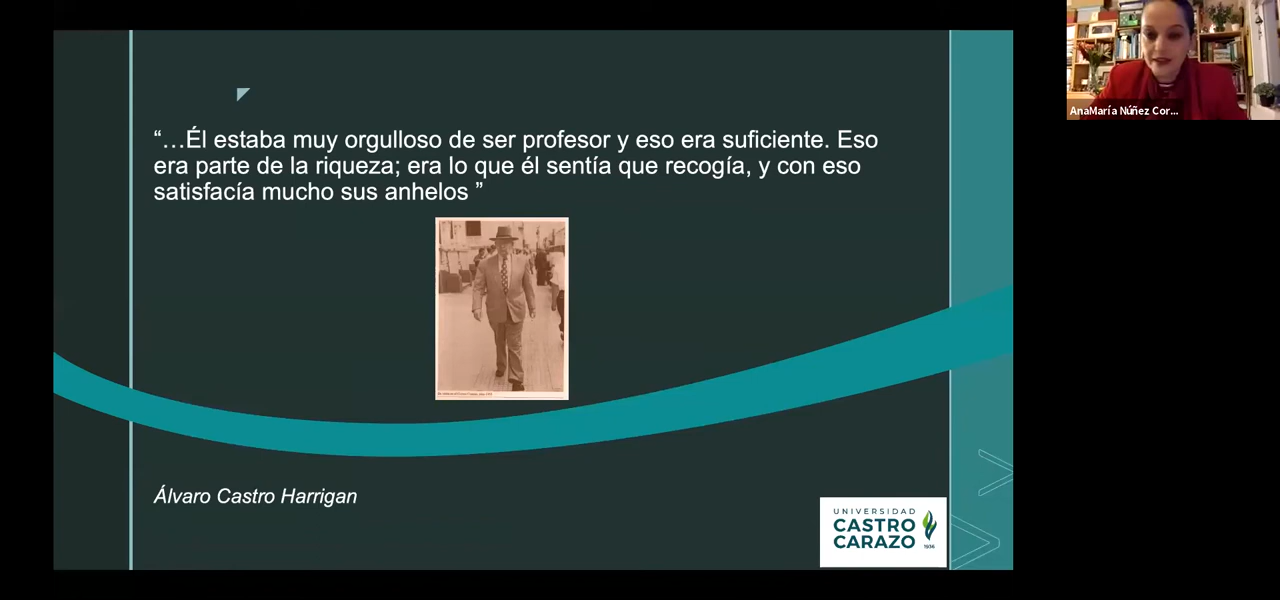 “…Él estaba muy orgulloso de ser profesor y eso era suficiente. Eso
era parte de la riqueza; era lo que él sentía que recogía, y con eso
satisfacía mucho sus anhelos ”
Álvaro Castro Harrigan
UNIVERSIDAD
CASTRO
CARAZO
1936
AnaMaría Núñez Cor...